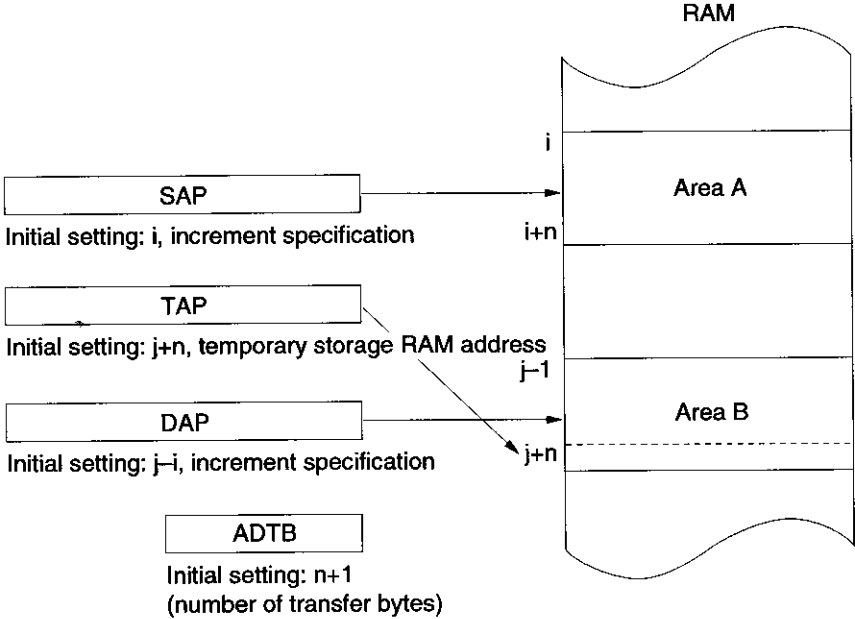 RAM
i
SAP
Area A
Initial setting: i, increment specification
i+n
TAP
Initial setting: j+n, temporary storage RAM address
j–1
DAP
Area B
Initial setting: j–i, increment specification
j+n
ADTB
Initial setting: n+1
(number of transfer bytes)